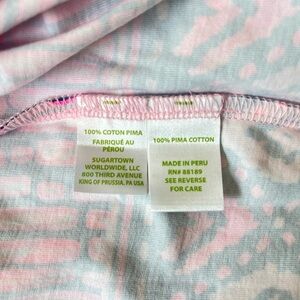 100% COTON PIMA
FABRIQUÉ AU
PÉROU
SUGARTOWN
WORLDWIDE, LLC
800 THIRD AVENUE
KING OF PRUSSIA, PA USA
100% PIMA COTTON
MADE IN PERU
RN# 88189
SEE REVERSE
FOR CARE